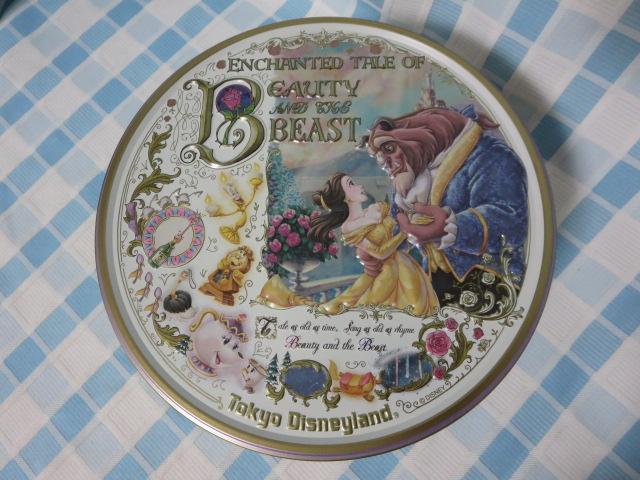 ENCHANTED TALE OF
BEAUTY
AND THE
BEAST
Tale as old as time, Song as old as rhyme
Beauty and the Beast
Tokyo Disneyland®
© DISNEY